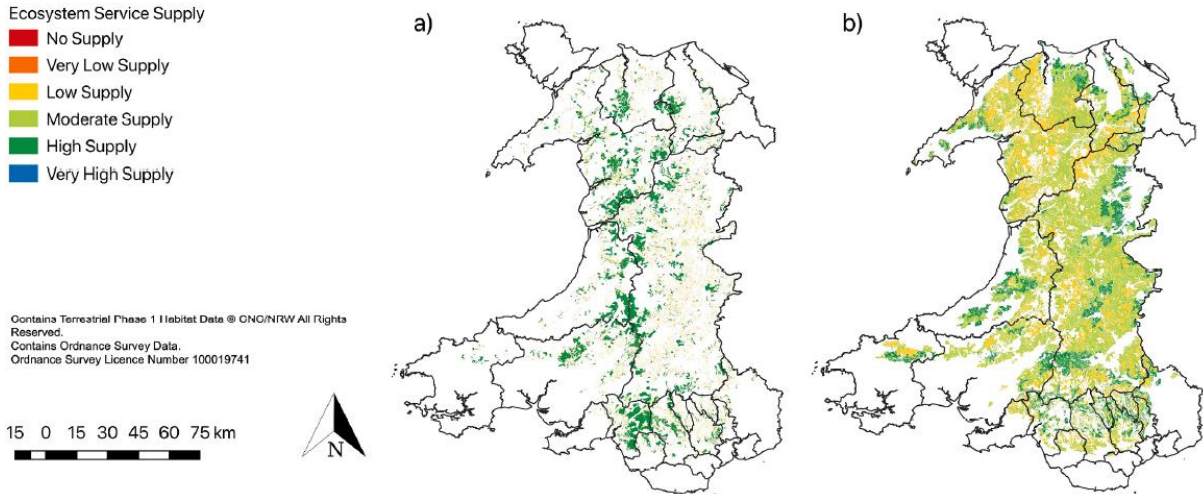 Ecosystem Service Supply
No Supply
Very Low Supply
Low Supply
Moderate Supply
High Supply
Very High Supply
Contains Terrestrial Phase 1 Habitat Data © CNC/NRW All Rights
Reserved.
Contains Ordnance Survey Data.
Ordnance Survey Licence Number 100019741
15 0 15 30 45 60 75 km
N
a)
b)